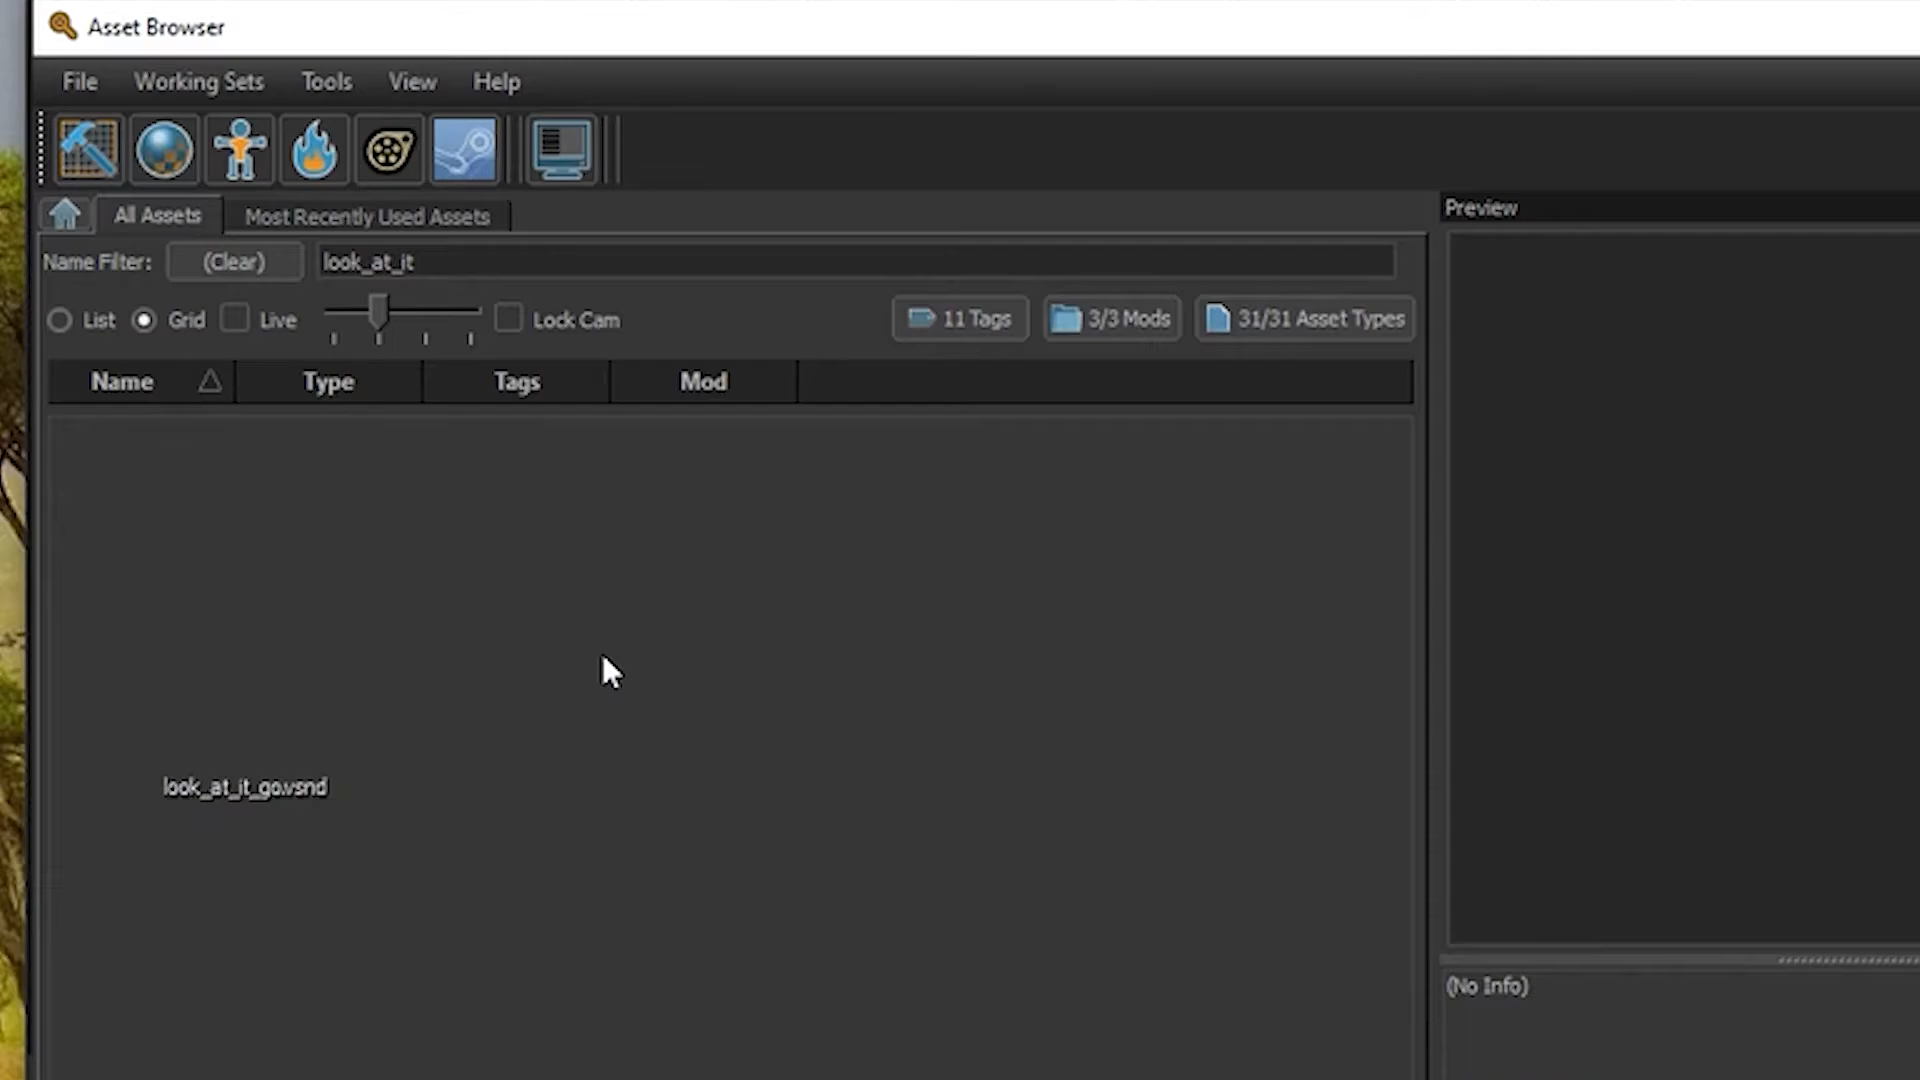 Asset Browser
File Working Sets Tools View Help
All Assets Most Recently Used Assets
Preview
Name Filter: (Clear) look_at_it
List Grid Live Lock Cam 11 Tags 3/3 Mods 31/31 Asset Types
Name Type Tags Mod
look_at_it_go.vsnd
(No Info)